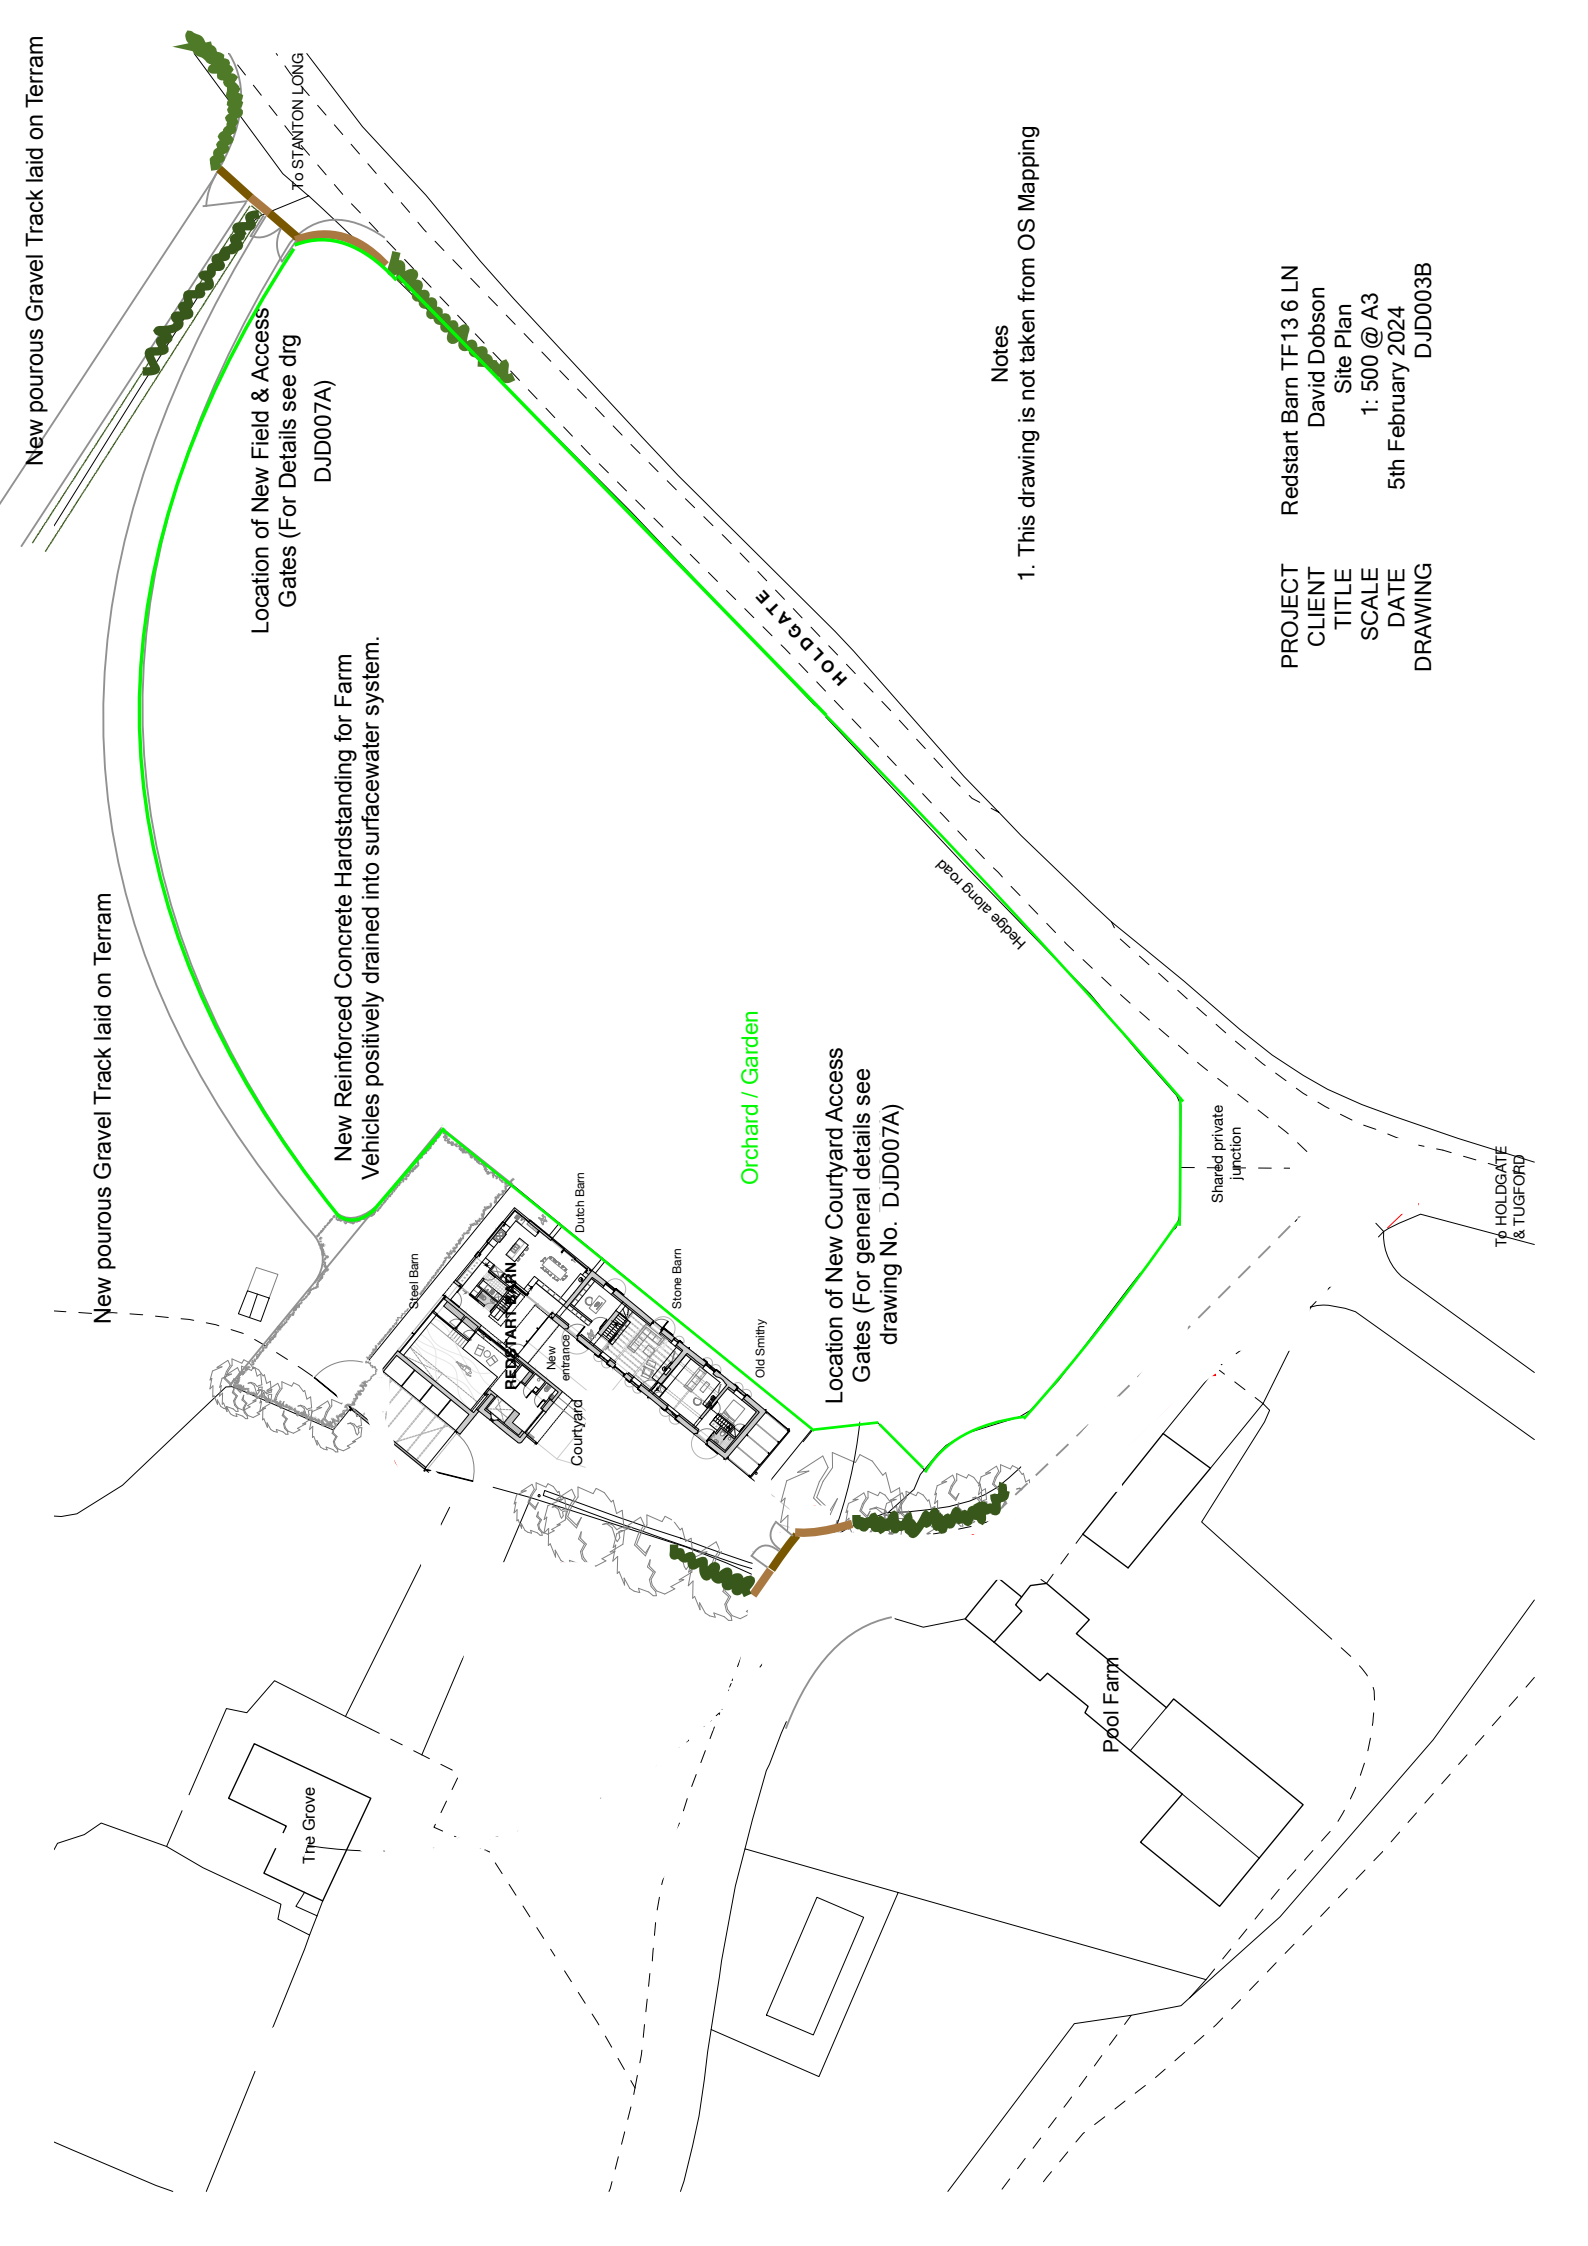 New pourous Gravel Track laid on Terram
To STANTON LONG
Location of New Field & Access
Gates (For Details see drg
DJD007A)
New Reinforced Concrete Hardstanding for Farm
Vehicles positively drained into surfacewater system.
New pourous Gravel Track laid on Terram
HOLDGATE
Hedge along road
Orchard / Garden
Location of New Courtyard Access
Gates (For general details see
drawing No. DJD007A)
Shared private
junction
To HOLDGATE
& TUGFORD
Steel Barn
REDSTART BARN
New
entrance
Courtyard
Dutch Barn
Stone Barn
Old Smithy
The Grove
Pool Farm
Notes
1. This drawing is not taken from OS Mapping
PROJECT Redstart Barn TF13 6 LN
CLIENT David Dobson
TITLE Site Plan
SCALE 1: 500 @ A3
DATE 5th February 2024
DRAWING DJD003B